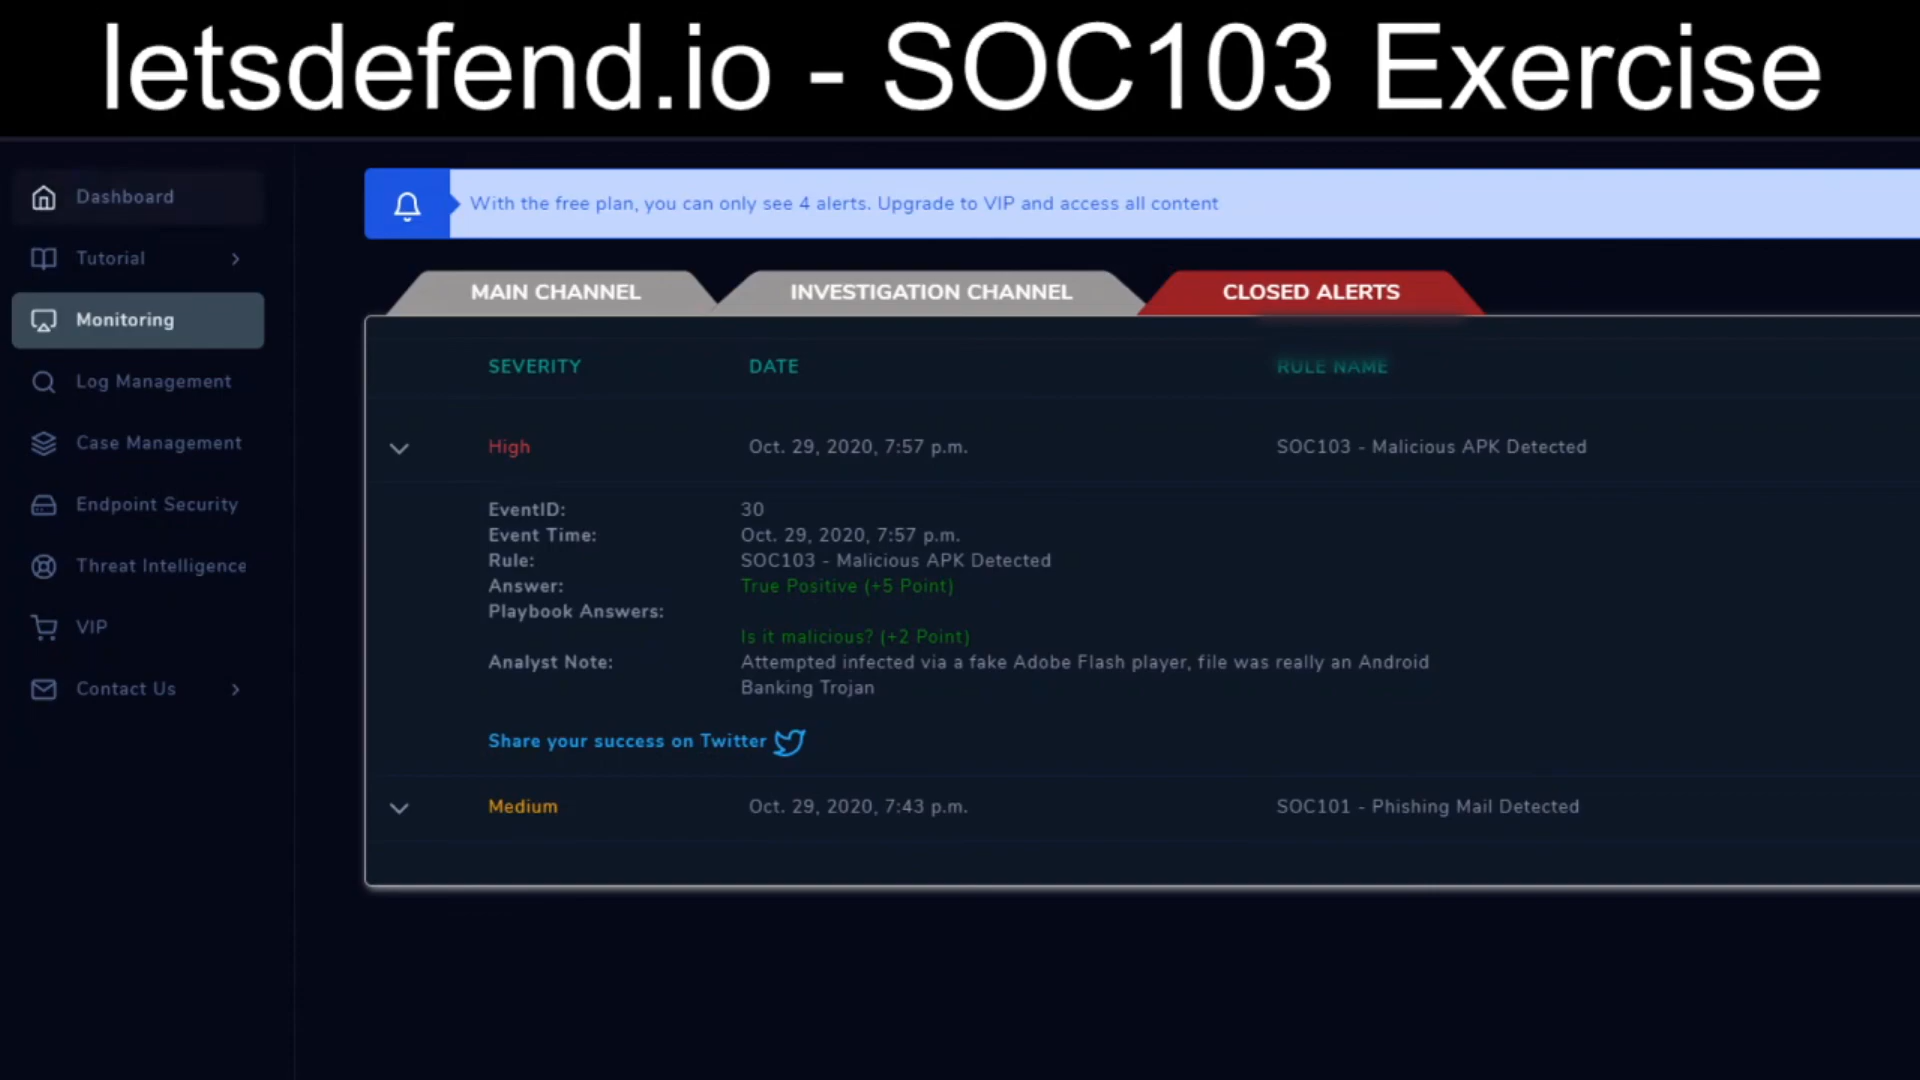 letsdefend.io - SOC103 Exercise
Dashboard
Tutorial
Monitoring
Log Management
Case Management
Endpoint Security
Threat Intelligence
VIP
Contact Us
With the free plan, you can only see 4 alerts. Upgrade to VIP and access all content
MAIN CHANNEL INVESTIGATION CHANNEL CLOSED ALERTS
SEVERITY DATE RULE NAME
High Oct. 29, 2020, 7:57 p.m. SOC103 - Malicious APK Detected
EventID: 30
Event Time: Oct. 29, 2020, 7:57 p.m.
Rule: SOC103 - Malicious APK Detected
Answer: True Positive (+5 Point)
Playbook Answers:
Is it malicious? (+2 Point)
Analyst Note: Attempted infected via a fake Adobe Flash player, file was really an Android
Banking Trojan
Share your success on Twitter
Medium Oct. 29, 2020, 7:43 p.m. SOC101 - Phishing Mail Detected